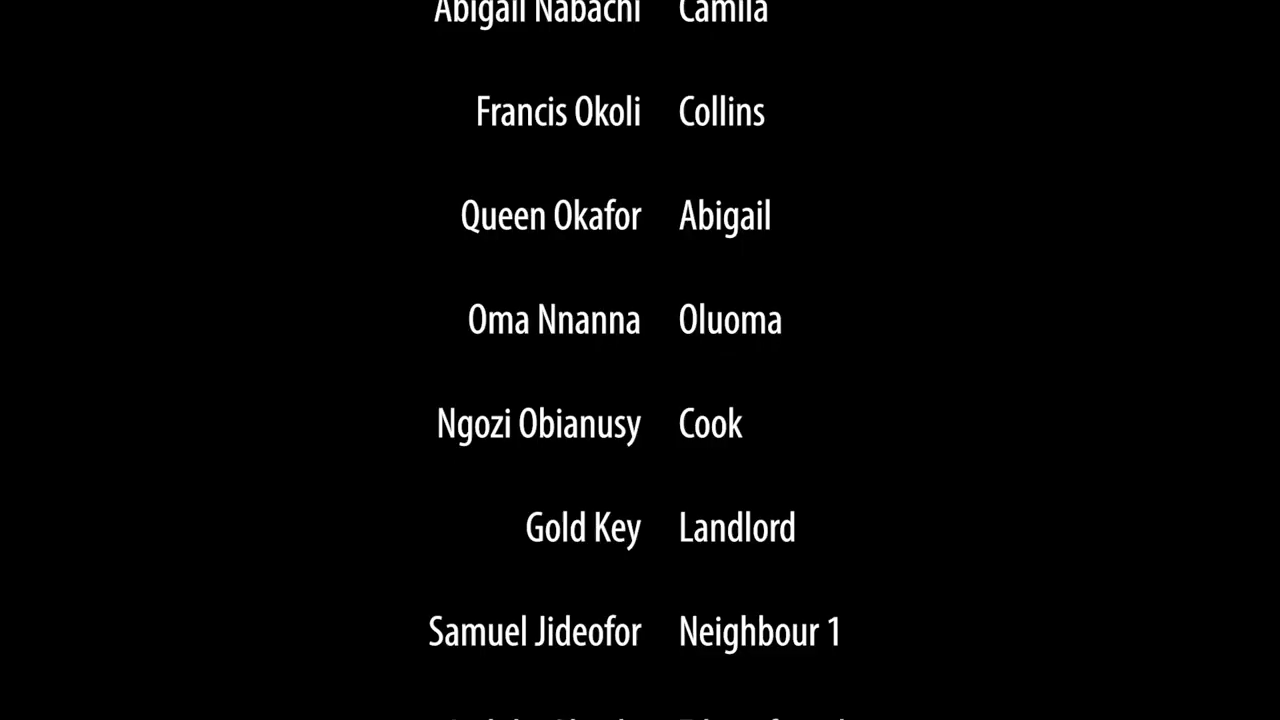 Abigail Nabachi Camila
Francis Okoli Collins
Queen Okafor Abigail
Oma Nnanna Oluoma
Ngozi Obianusy Cook
Gold Key Landlord
Samuel Jideofor Neighbour 1